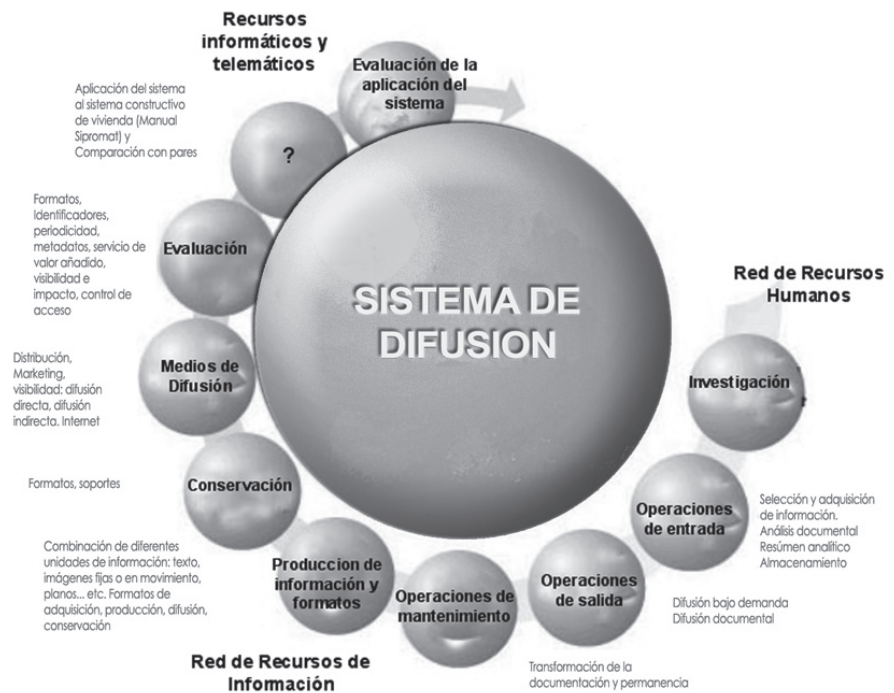 Recursos
informáticos y
telemáticos
Evaluación de la
aplicación del
sistema
Aplicación del sistema
al sistema constructivo
de vivienda (Manual
Sipromat) y
Comparación con pares
?
Formatos,
Identificadores,
periodicidad,
metadatos, servicio de
valor añadido,
visibilidad e
impacto, control de
acceso
Evaluación
SISTEMA DE
DIFUSION
Red de Recursos
Humanos
Distribución,
Marketing,
visibilidad: difusión
directa, difusión
indirecta. Internet
Medios de
Difusión
Investigación
Formatos, soportes
Conservación
Operaciones
de entrada
Selección y adquisición
de información.
Análisis documental
Resúmen analítico
Almacenamiento
Combinación de diferentes
unidades de información: texto,
imágenes fijas o en movimiento,
planos... etc. Formatos de
adquisición, producción, difusión,
conservación
Produccion de
información y
formatos
Operaciones de
mantenimiento
Operaciones
de salida
Difusión bajo demanda
Difusión documental
Red de Recursos de
Información
Transformación de la
documentación y permanencia